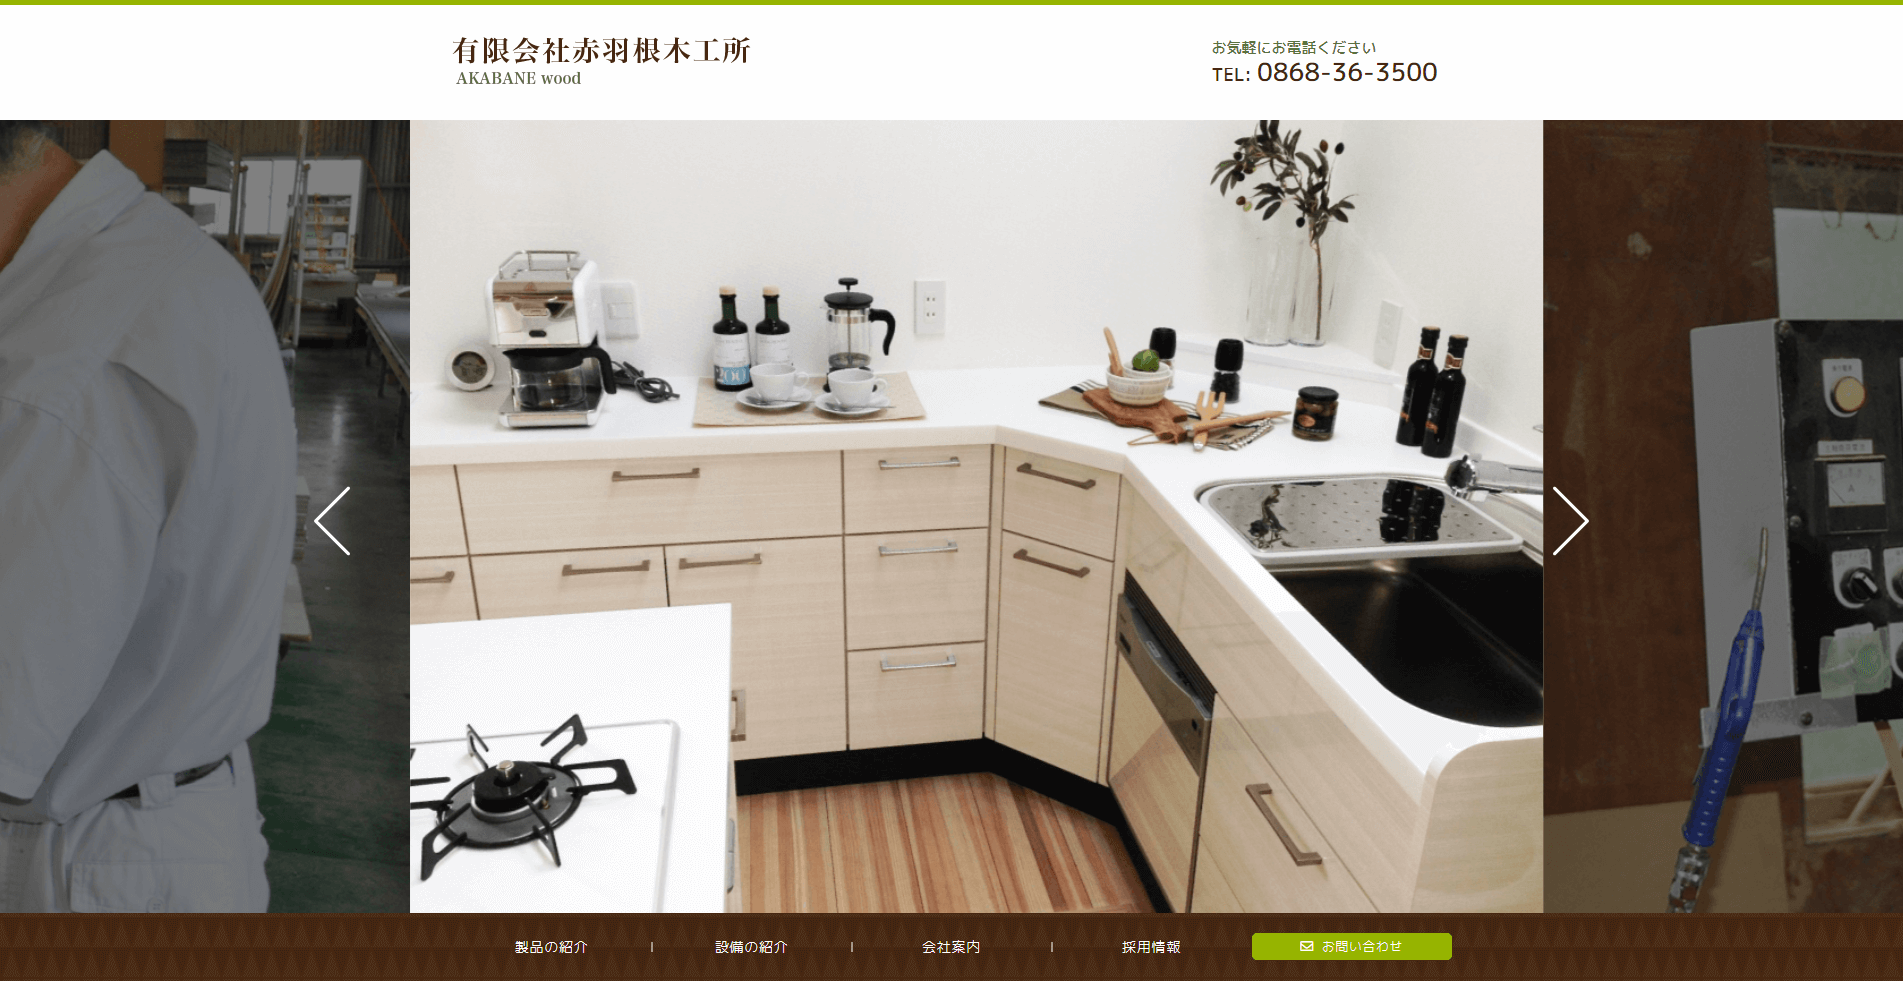 有限会社赤羽根木工所
AKABANE wood
お気軽にお電話ください
TEL: 0868-36-3500
製品の紹介
設備の紹介
会社案内
採用情報
お問い合わせ